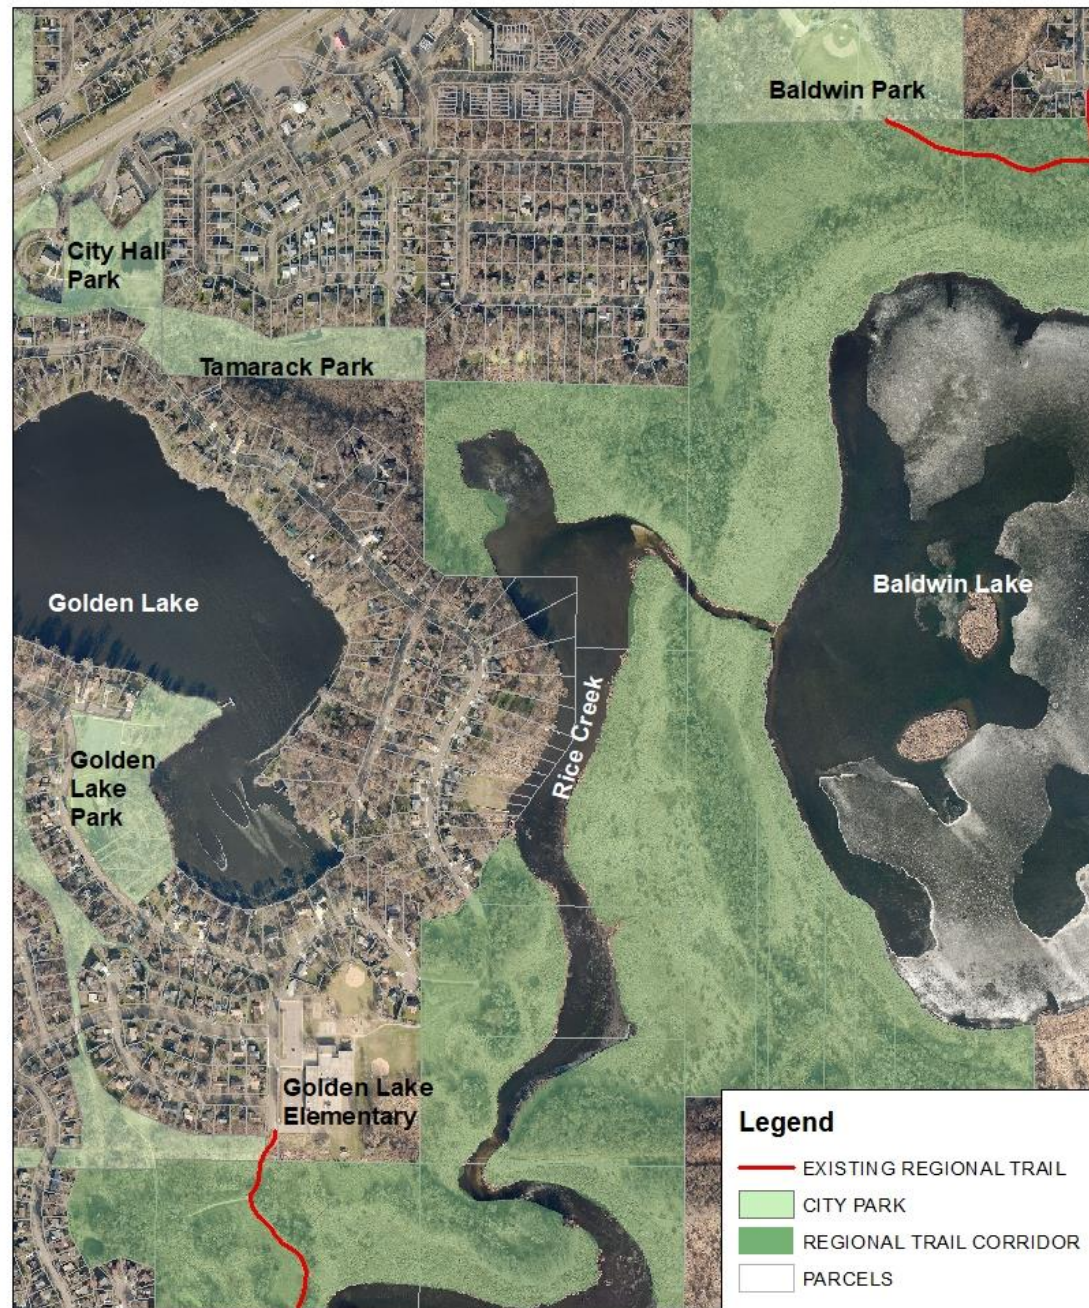 Baldwin Park
City Hall
Park
Tamarack Park
Golden Lake
Baldwin Lake
Rice Creek
Golden
Lake
Park
Golden Lake
Elementary
Legend
EXISTING REGIONAL TRAIL
CITY PARK
REGIONAL TRAIL CORRIDOR
PARCELS